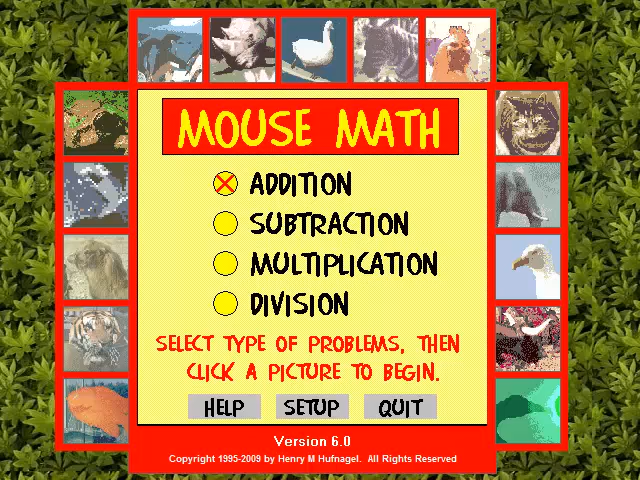 MOUSE MATH
ADDITION
SUBTRACTION
MULTIPLICATION
DIVISION
SELECT TYPE OF PROBLEMS, THEN
CLICK A PICTURE TO BEGIN.
HELP SETUP QUIT
Version 6.0
Copyright 1995-2009 by Henry M Hufnagel. All Rights Reserved